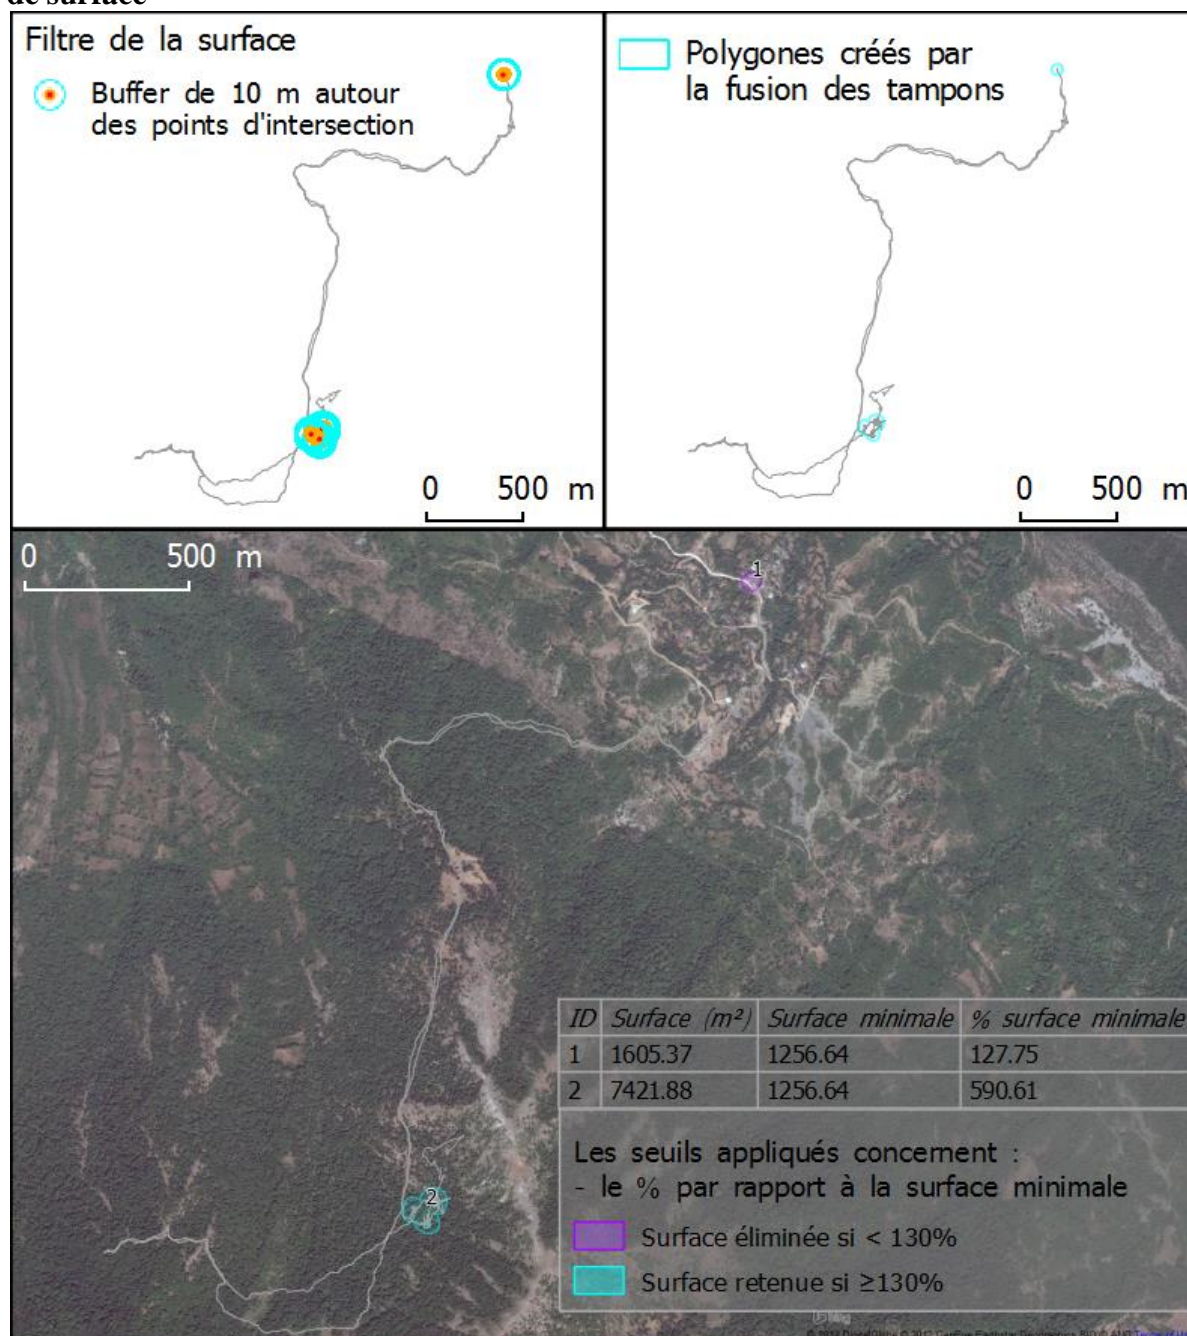 de surface
Filtre de la surface
Buffer de 10 m autour
des points d'intersection
0 500 m
Polygones créés par
la fusion des tampons
0 500 m
0 500 m
1
2
ID Surface (m²) Surface minimale % surface minimale
1 1605.37 1256.64 127.75
2 7421.88 1256.64 590.61
Les seuils appliqués concernent :
- le % par rapport à la surface minimale
Surface éliminée si < 130%
Surface retenue si ≥130%